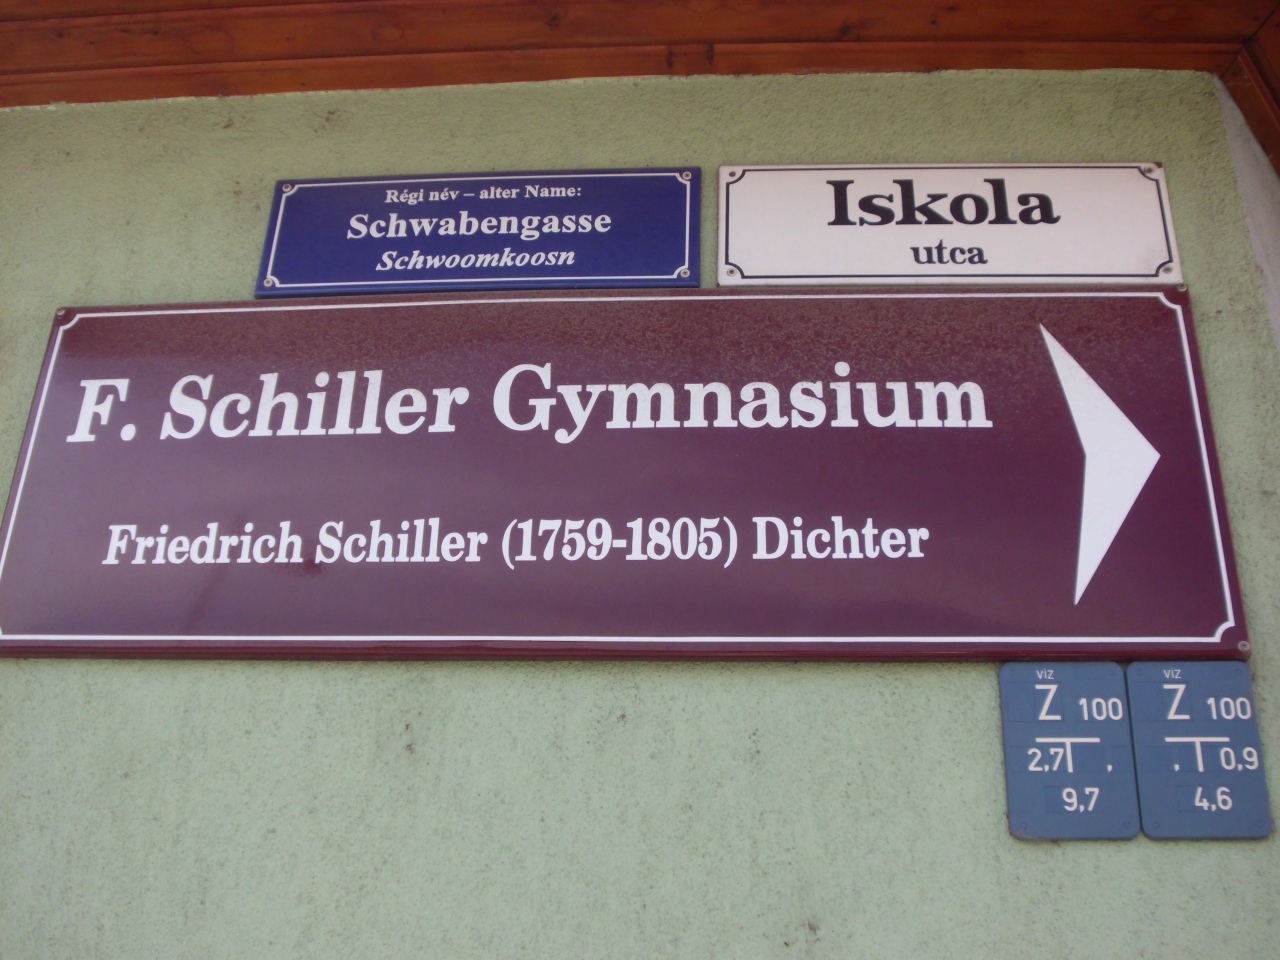 Régi név – alter Name:
Schwabengasse
Schwoomkoosn
Iskola
utca
F. Schiller Gymnasium
Friedrich Schiller (1759-1805) Dichter
víz
Z 100
2,7 ,
9,7
víz
Z 100
, 0,9
4,6